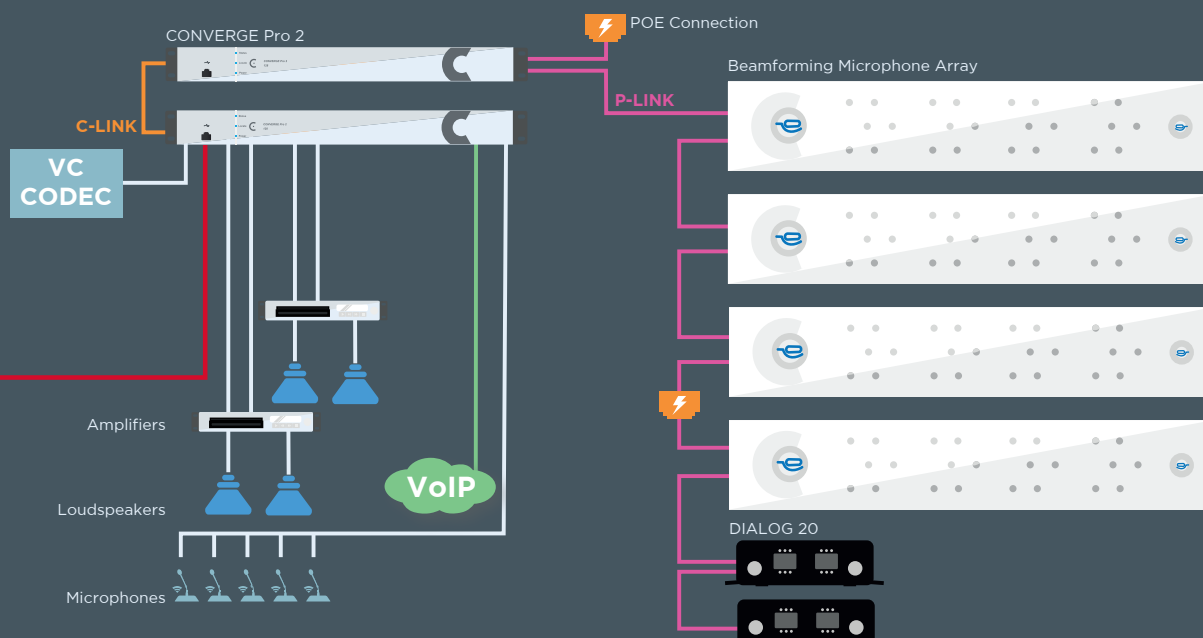 POE Connection
CONVERGE Pro 2
Beamforming Microphone Array
P-LINK
C-LINK
VC
CODEC
Amplifiers
VoIP
Loudspeakers
DIALOG 20
Microphones